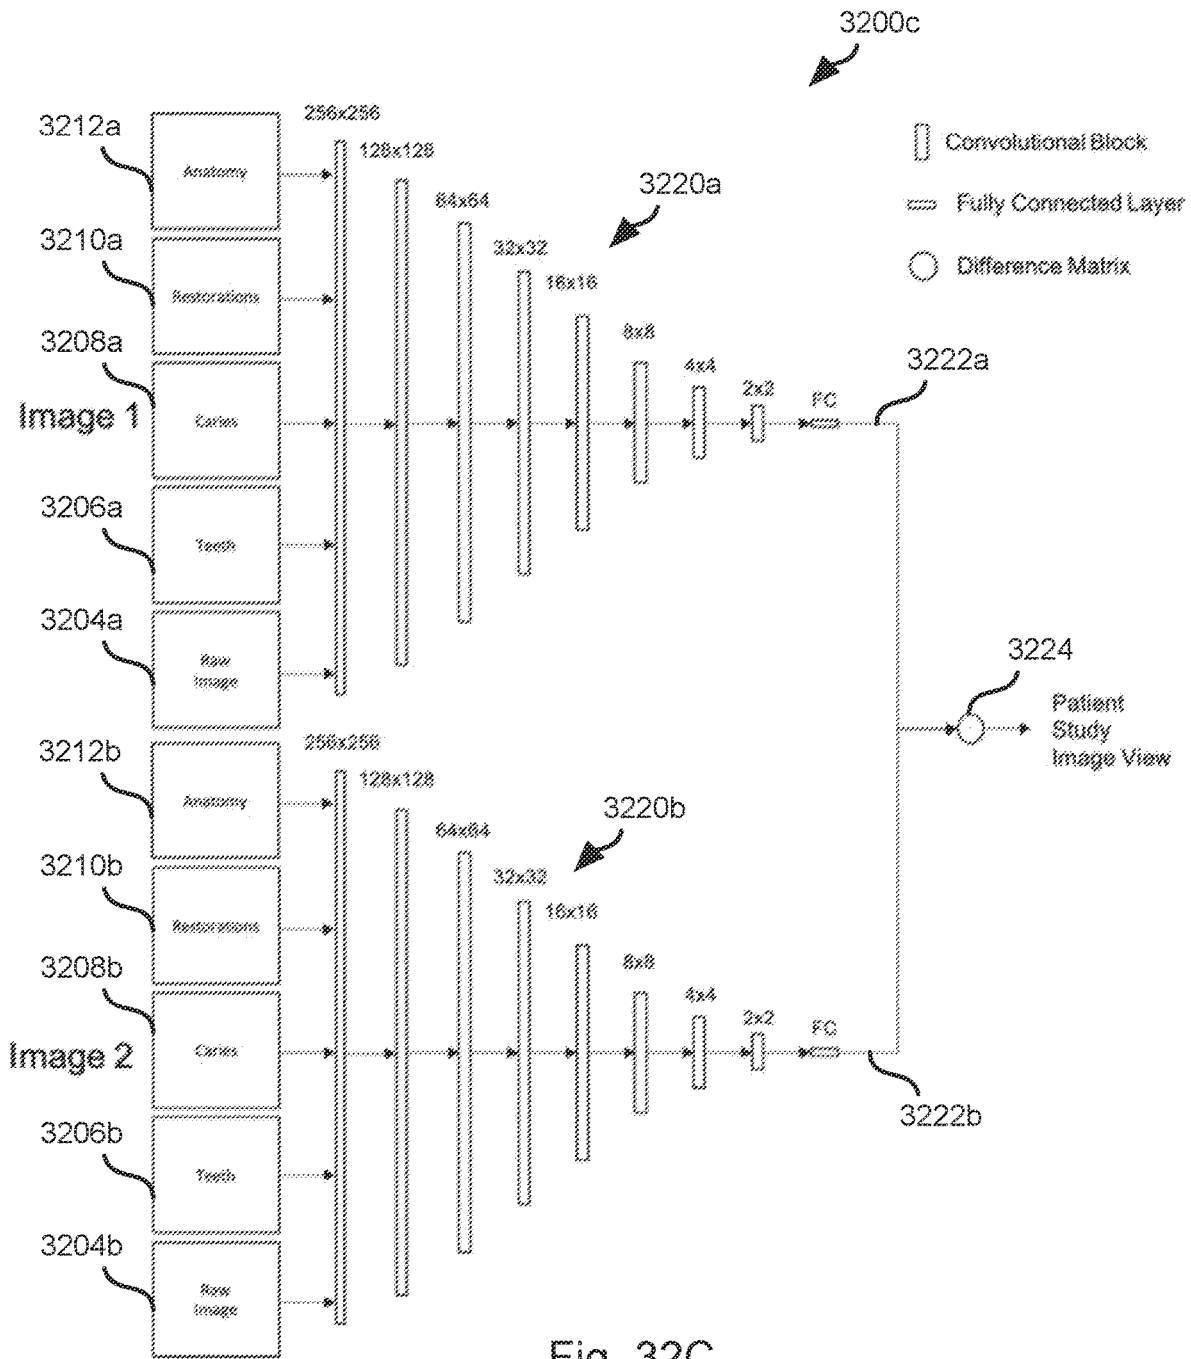 3200c
Convolutional Block
Fully Connected Layer
Difference Matrix
3212a
Anatomy
256x256
128x128
64x64
3220a
3210a
Restorations
32x32
16x16
3208a
Image 1
Caries
8x8
4x4
2x2
FC
3222a
3206a
Teeth
3204a
Raw
Image
3224
Patient
Study
Image View
3212b
Anatomy
256x256
128x128
64x64
3220b
3210b
Restorations
32x32
16x16
3208b
Image 2
Caries
8x8
4x4
2x2
FC
3222b
3206b
Teeth
3204b
Raw
Image
Fig. 32C